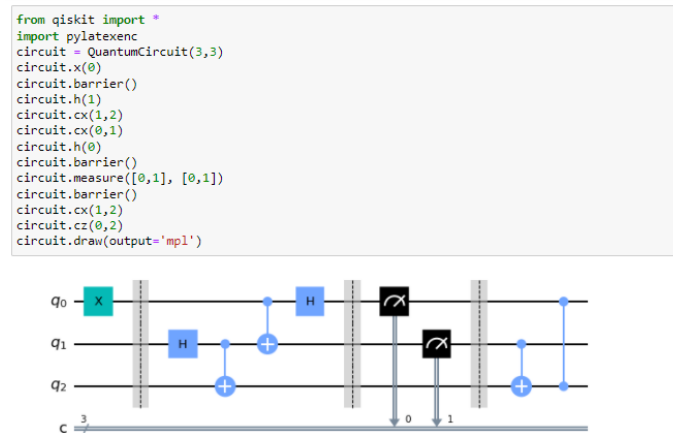 from qiskit import *
import pylatexenc
circuit = QuantumCircuit(3,3)
circuit.x(0)
circuit.barrier()
circuit.h(1)
circuit.cx(1,2)
circuit.cx(0,1)
circuit.h(0)
circuit.barrier()
circuit.measure([0,1], [0,1])
circuit.barrier()
circuit.cx(1,2)
circuit.cz(0,2)
circuit.draw(output='mpl')
q0 X H
q1 H
q2
c 3 0 1